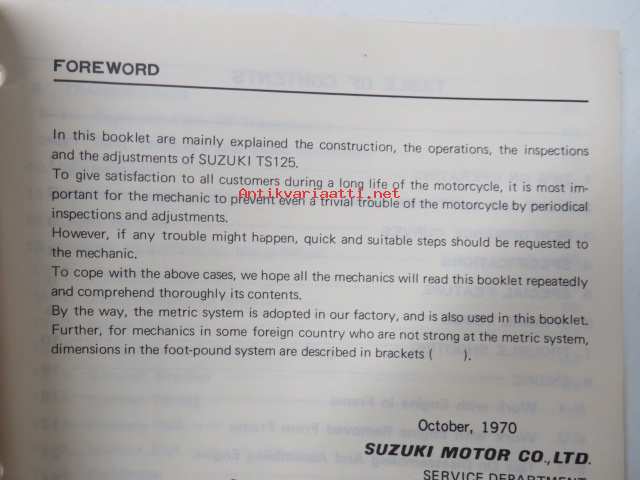 FOREWORD
In this booklet are mainly explained the construction, the operations, the inspections
and the adjustments of SUZUKI TS125.
To give satisfaction to all customers during a long life of the motorcycle, it is most im-
Antikvariaatti.net
portant for the mechanic to prevent even a trivial trouble of the motorcycle by periodical
inspections and adjustments.
However, if any trouble might happen, quick and suitable steps should be requested to
the mechanic.
To cope with the above cases, we hope all the mechanics will read this booklet repeatedly
and comprehend thoroughly its contents.
By the way, the metric system is adopted in our factory, and is also used in this booklet.
Further, for mechanics in some foreign country who are not strong at the metric system,
dimensions in the foot-pound system are described in brackets (      ).
October, 1970
SUZUKI MOTOR CO.,LTD.
SERVICE DEPARTMENT